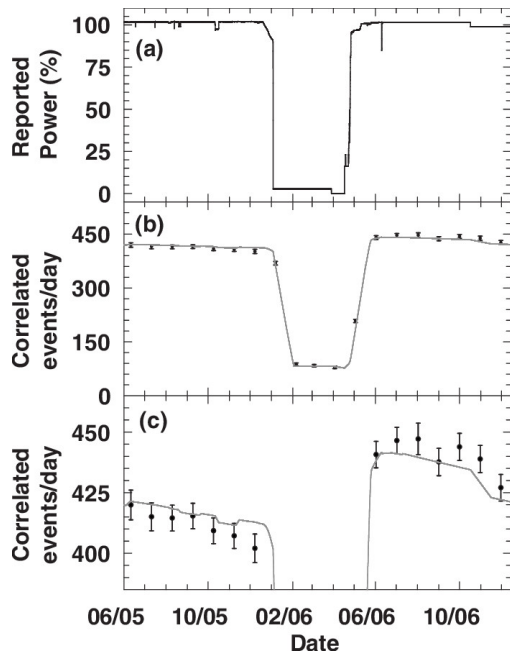 100
75
50
25
0
Reported
Power (%)
(a)
450
300
150
0
Correlated
events/day
(b)
450
425
400
Correlated
events/day
(c)
06/05 10/05 02/06 06/06 10/06
Date